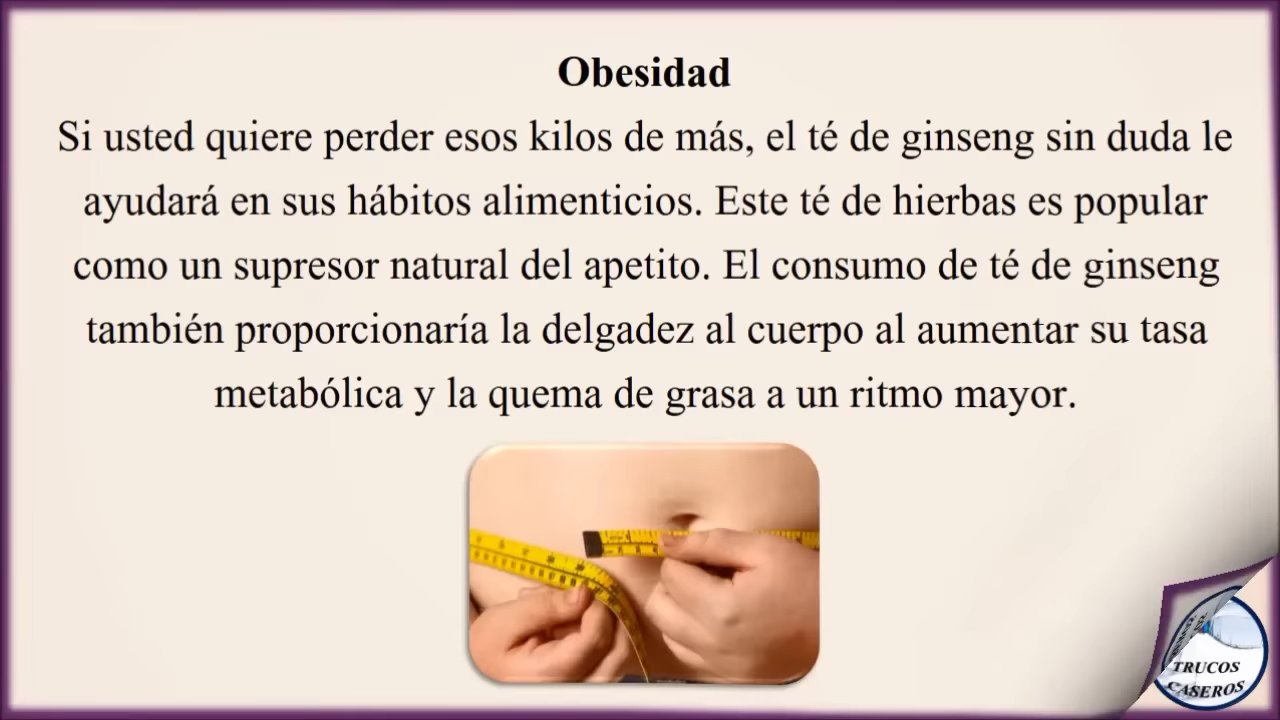 Obesidad
Si usted quiere perder esos kilos de más, el té de ginseng sin duda le
ayudará en sus hábitos alimenticios. Este té de hierbas es popular
como un supresor natural del apetito. El consumo de té de ginseng
también proporcionaría la delgadez al cuerpo al aumentar su tasa
metabólica y la quema de grasa a un ritmo mayor.
TRUCOS
CASEROS